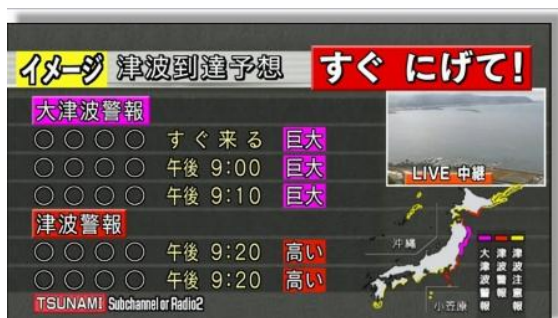 イメージ 津波到達予想 すぐ にげて!
大津波警報
○○○○ すぐ来る 巨大
○○○○ 午後 9:00 巨大
○○○○ 午後 9:10 巨大
LIVE 中継
津波警報
○○○○ 午後 9:20 高い
○○○○ 午後 9:20 高い
沖縄
小笠原
大津波警報
津波警報
津波注意報
TSUNAMI Subchannel or Radio2